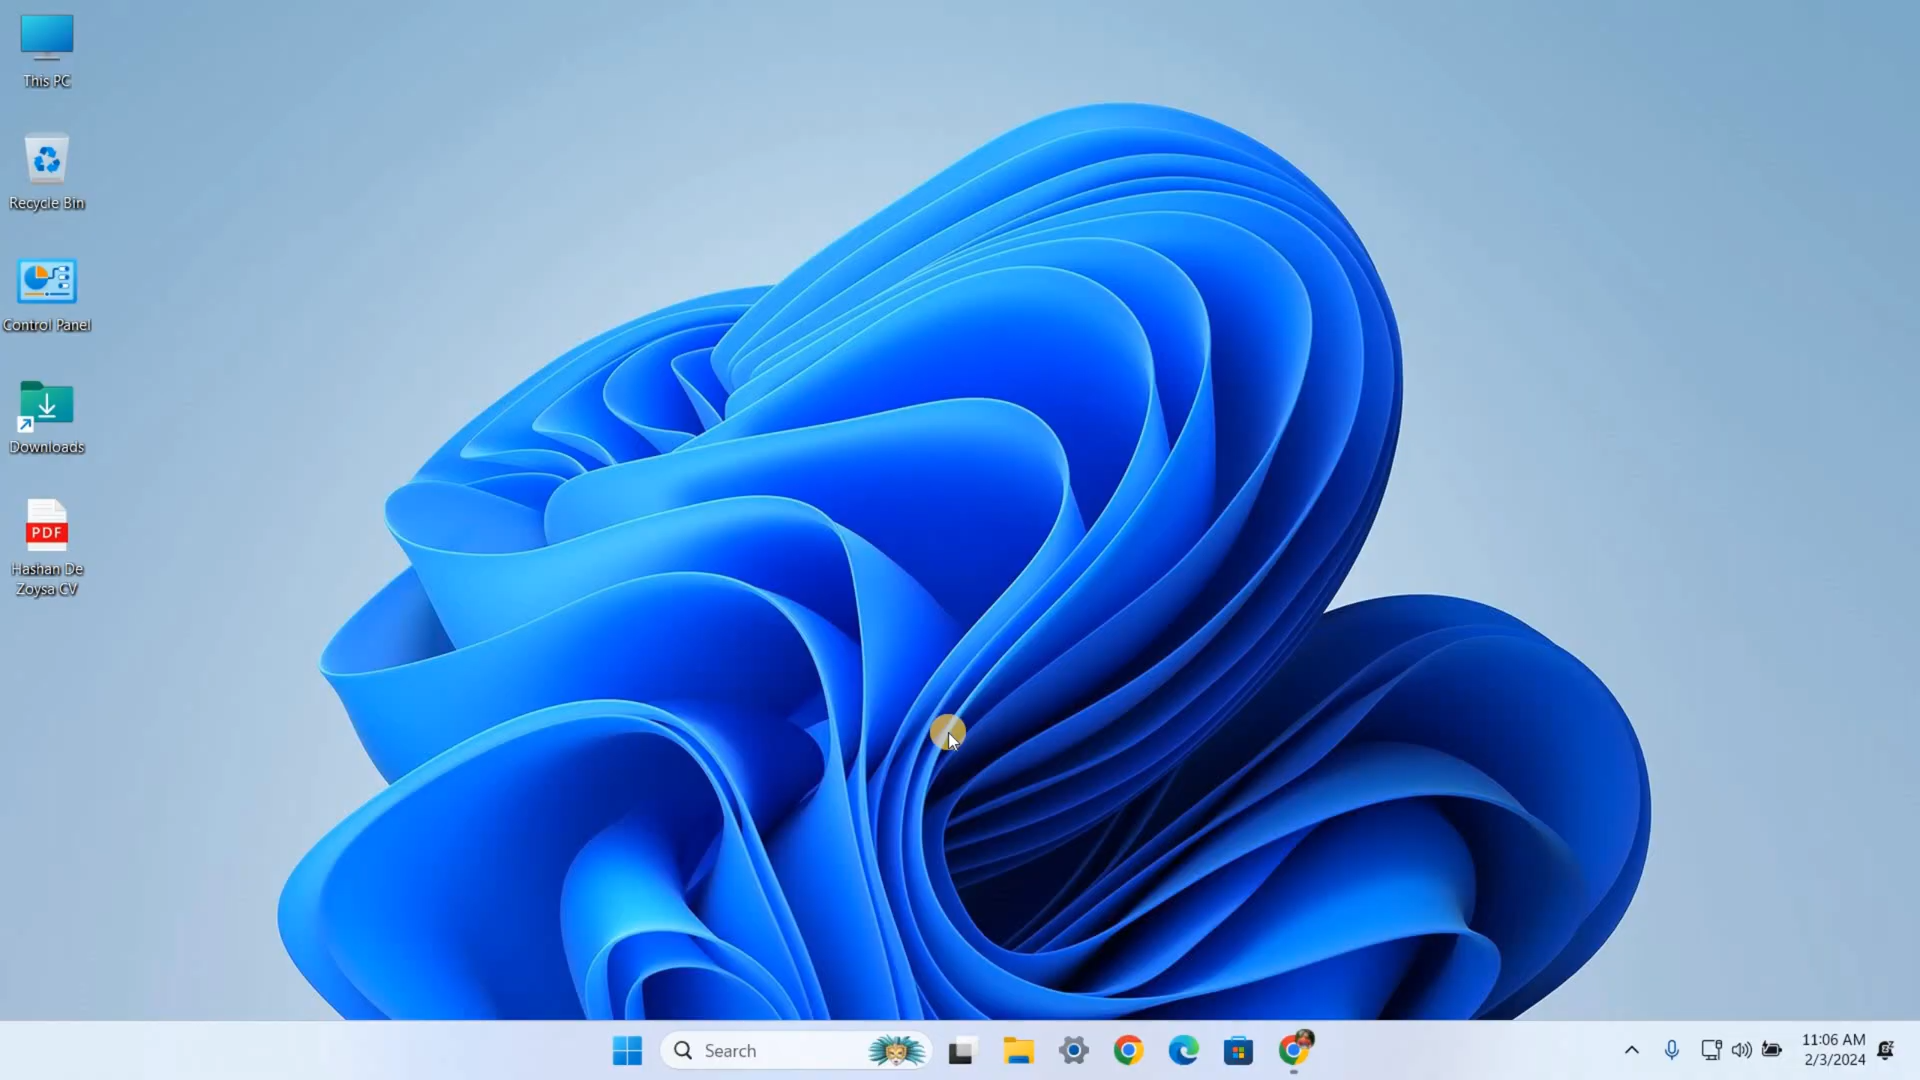 This PC
Recycle Bin
Control Panel
Downloads
PDF
Hashan De
Zoysa CV
Search
11:06 AM
2/3/2024